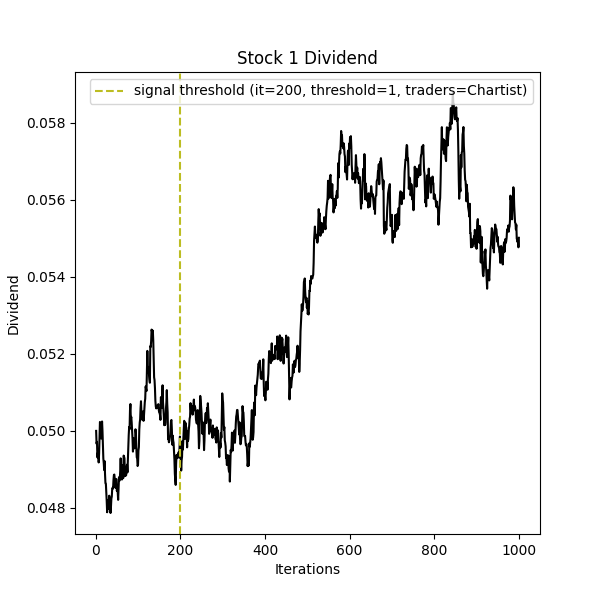 Stock 1 Dividend
signal threshold (it=200, threshold=1, traders=Chartist)
0.058
0.056
0.054
0.052
0.050
0.048
Dividend
0 200 400 600 800 1000
Iterations